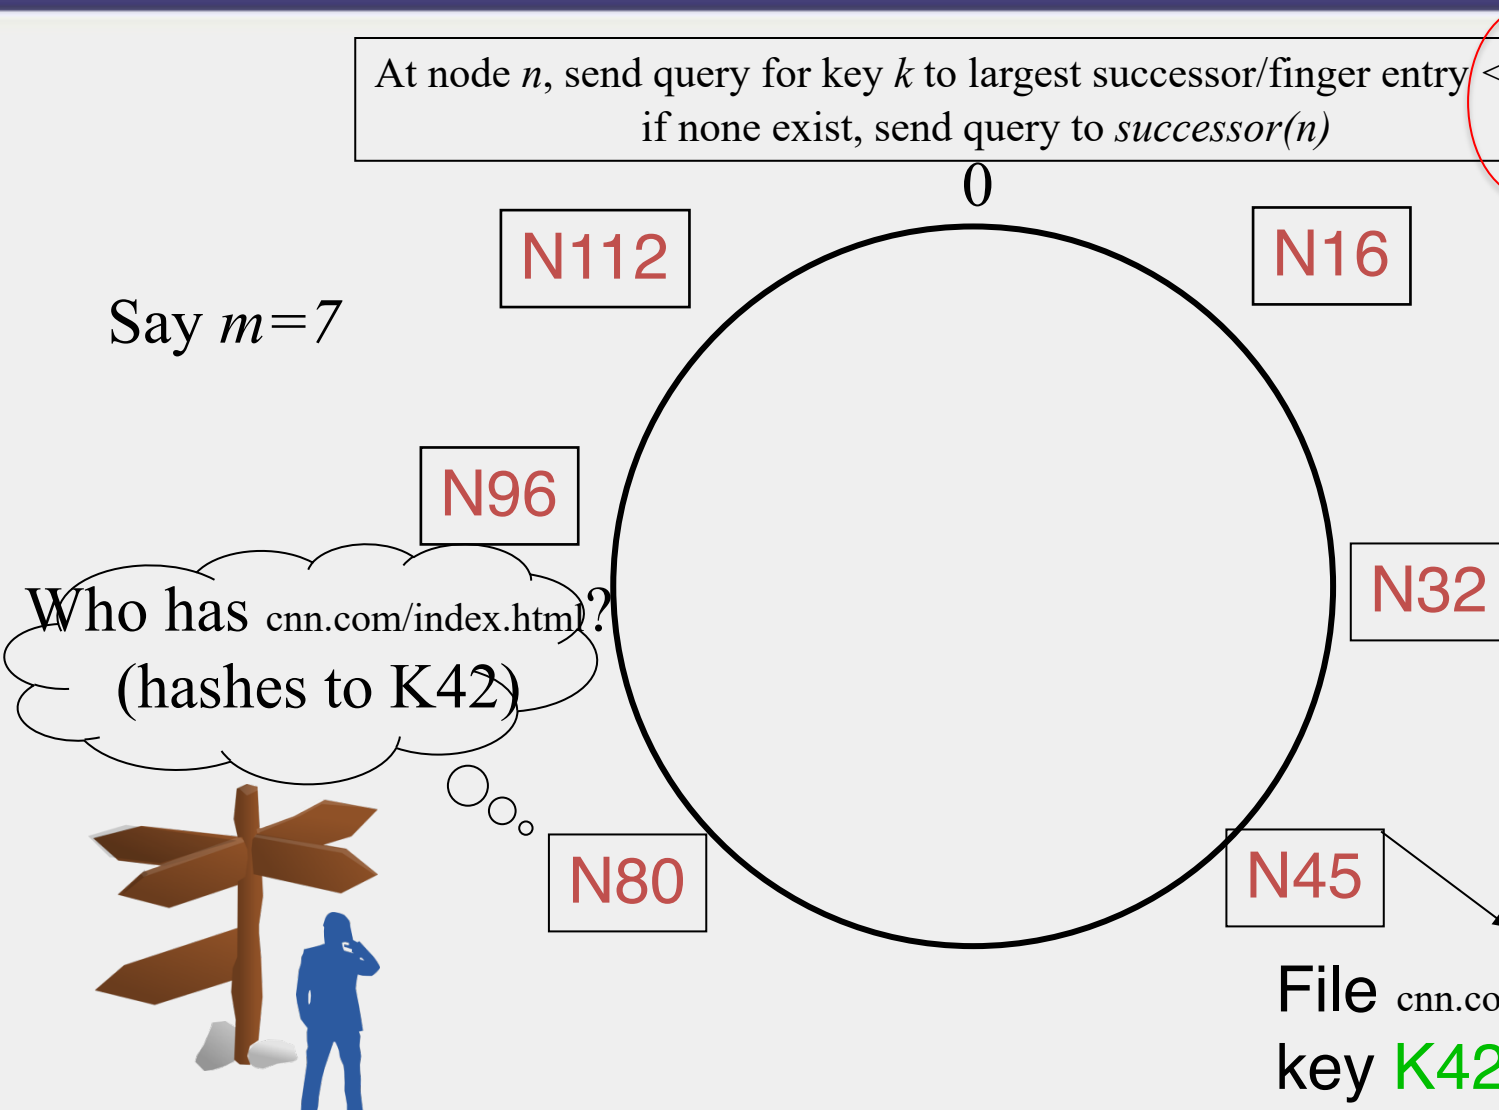 At node n, send query for key k to largest successor/finger entry <
if none exist, send query to successor(n)
0
N112
N16
Say m=7
N96
N32
Who has cnn.com/index.html?
(hashes to K42)
N80
N45
File cnn.co
key K42